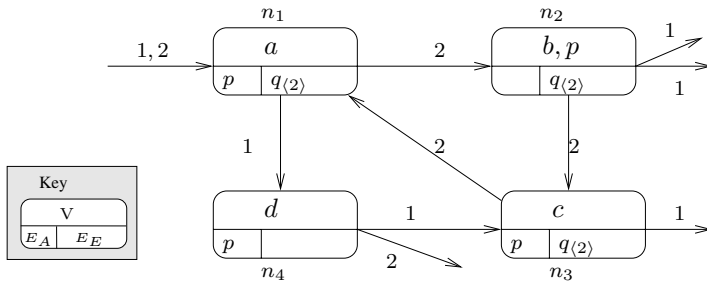 n₁ n₂
1, 2 a 2 b, p 1
p q⟨2⟩ q⟨2⟩ 1
1 2 2
Key
V
E_A E_E
d 1 c 1
p 2 p q⟨2⟩
n₄ n₃